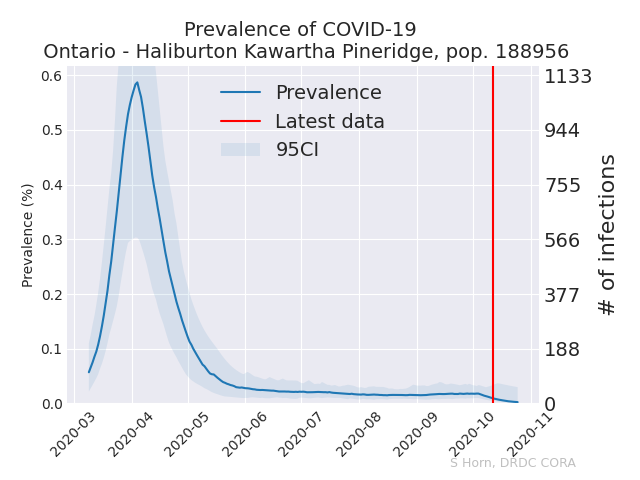 Prevalence of COVID-19
Ontario - Haliburton Kawartha Pineridge, pop. 188956
Prevalence
Latest data
95CI
Prevalence (%)
0.6
0.5
0.4
0.3
0.2
0.1
0.0
1133
944
755
566
377
188
0
# of infections
2020-03
2020-04
2020-05
2020-06
2020-07
2020-08
2020-09
2020-10
2020-11
S Horn, DRDC CORA